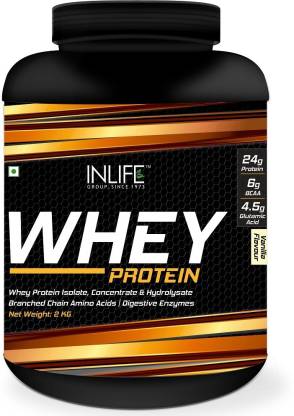 INLIFE™
GROUP, SINCE 1973
WHEY
PROTEIN
Whey Protein Isolate, Concentrate & Hydrolysate
Branched Chain Amino Acids | Digestive Enzymes
Net Weight: 2 KG
24g
Protein
6g
BCAA
4.5g
Glutamic
Acid
Vanilla
Flavour